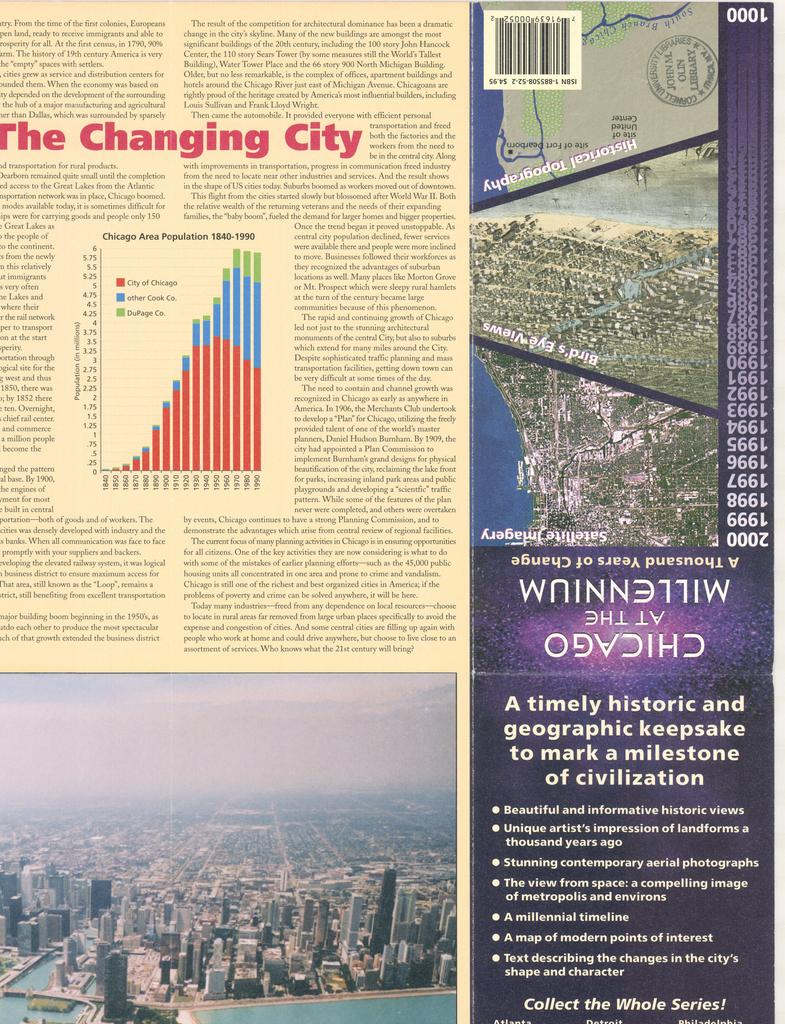 ntry. From the time of the first colonies, Europeans
pen land, ready to receive immigrants and able to
rosperity for all. At the first census, in 1790, 90%
arm. The history of 19th century America is very
the "empty" spaces with settlers.
, cities grew as service and distribution centers for
ounded them. When the economy was based on
ity depended on the development of the surrounding
the hub of a major manufacturing and agricultural
her than Dallas, which was surrounded by sparsely
The result of the competition for architectural dominance has been a dramatic
change in the city's skyline. Many of the new buildings are amongst the most
significant buildings of the 20th century, including the 100 story John Hancock
Center, the 110 story Sears Tower (by some measures still the World's Tallest
Building), Water Tower Place and the 66 story 900 North Michigan Building.
Older, but no less remarkable, is the complex of offices, apartment buildings and
hotels around the Chicago River just east of Michigan Avenue. Chicagoans are
rightly proud of the heritage created by America's most influential builders, including
Louis Sullivan and Frank Lloyd Wright.
Then came the automobile. It provided everyone with efficient personal
transportation and freed
both the factories and the
workers from the need to
be in the central city. Along
The Changing City
nd transportation for rural products.
Dearborn remained quite small until the completion
ed access to the Great Lakes from the Atlantic
nsportation network was in place, Chicago boomed.
modes available today, it is sometimes difficult for
ips were for carrying goods and people only 150
e Great Lakes as
o the people of
to the continent.
ts from the newly
n this relatively
ut immigrants
s very often
he Lakes and
where their
r the rail network
per to transport
on at the start
sperity.
portation through
ogical site for the
g west and thus
1850, there was
o; by 1852 there
e ten. Overnight,
s chief rail center.
and commerce
a million people
become the
nged the pattern
al base. By 1900,
the engines of
yment for most
e built in central
portation—both of goods and of workers. The
cities was densely developed with industry and the
s banks. When all communication was face to face
promptly with your suppliers and backers.
eveloping the elevated railway system, it was logical
n business district to ensure maximum access for
That area, still known as the "Loop", remains a
strict, still benefiting from excellent transportation
major building boom beginning in the 1950's, as
utdo each other to produce the most spectacular
uch of that growth extended the business district
with improvements in transportation, progress in communication freed industry
from the need to locate near other industries and services. And the result shows
in the shape of US cities today. Suburbs boomed as workers moved out of downtown.
This flight from the cities started slowly but blossomed after World War II. Both
the relative wealth of the returning veterans and the needs of their expanding
families, the "baby boom", fueled the demand for larger homes and bigger properties.
Once the trend began it proved unstoppable. As
central city population declined, fewer services
were available there and people were more inclined
to move. Businesses followed their workforces as
they recognized the advantages of suburban
locations as well. Many places like Morton Grove
or Mt. Prospect which were sleepy rural hamlets
at the turn of the century became large
communities because of this phenomenon.
The rapid and continuing growth of Chicago
led not just to the stunning architectural
monuments of the central City, but also to suburbs
which extend for many miles around the City.
Despite sophisticated traffic planning and mass
transportation facilities, getting down town can
be very difficult at some times of the day.
The need to contain and channel growth was
recognized in Chicago as early as anywhere in
America. In 1906, the Merchants Club undertook
to develop a "Plan" for Chicago, utilizing the freely
provided talent of one of the world's master
planners, Daniel Hudson Burnham. By 1909, the
city had appointed a Plan Commission to
implement Burnham's grand designs for physical
beautification of the city, reclaiming the lake front
for parks, increasing inland park areas and public
playgrounds and developing a "scientific" traffic
pattern. While some of the features of the plan
never were completed, and others were overtaken
by events, Chicago continues to have a strong Planning Commission, and to
demonstrate the advantages which arise from central review of regional facilities.
The current focus of many planning activities in Chicago is in ensuring opportunities
for all citizens. One of the key activities they are now considering is what to do
with some of the mistakes of earlier planning efforts—such as the 45,000 public
housing units all concentrated in one area and prone to crime and vandalism.
Chicago is still one of the richest and best organized cities in America; if the
problems of poverty and crime can be solved anywhere, it will be here.
Today many industries—freed from any dependence on local resources—choose
to locate in rural areas far removed from large urban places specifically to avoid the
expense and congestion of cities. And some central cities are filling up again with
people who work at home and could drive anywhere, but choose to live close to an
assortment of services. Who knows what the 21st century will bring?
Chicago Area Population 1840-1990
Population (in millions)
6
5.75
5.5
5.25
5
4.75
4.5
4.25
4
3.75
3.5
3.25
3
2.75
2.5
2.25
2
1.75
1.5
1.25
1
.75
.5
.25
0
City of Chicago
other Cook Co.
DuPage Co.
1840 1850 1860 1870 1880 1890 1900 1910 1920 1930 1940 1950 1960 1970 1980 1990
CHICAGO
AT THE
MILLENNIUM
A Thousand Years of Change
2000
1999
1998
1997
1996
1995
1994
1993
1992
1991
1990
1000
Satellite Imagery
Bird's Eye Views
Historical Topography
site of Fort Dearborn
site of
United
Center
South Branch Chicago
CORNELL UNIVERSITY LIBRARIES
JOHN M.
OLIN
LIBRARY
ISBN 1-885508-52-2 $4.95
7 91639 00052 2
A timely historic and
geographic keepsake
to mark a milestone
of civilization
● Beautiful and informative historic views
● Unique artist's impression of landforms a
thousand years ago
● Stunning contemporary aerial photographs
● The view from space: a compelling image
of metropolis and environs
● A millennial timeline
● A map of modern points of interest
● Text describing the changes in the city's
shape and character
Collect the Whole Series!
Atlanta Detroit Philadelphia